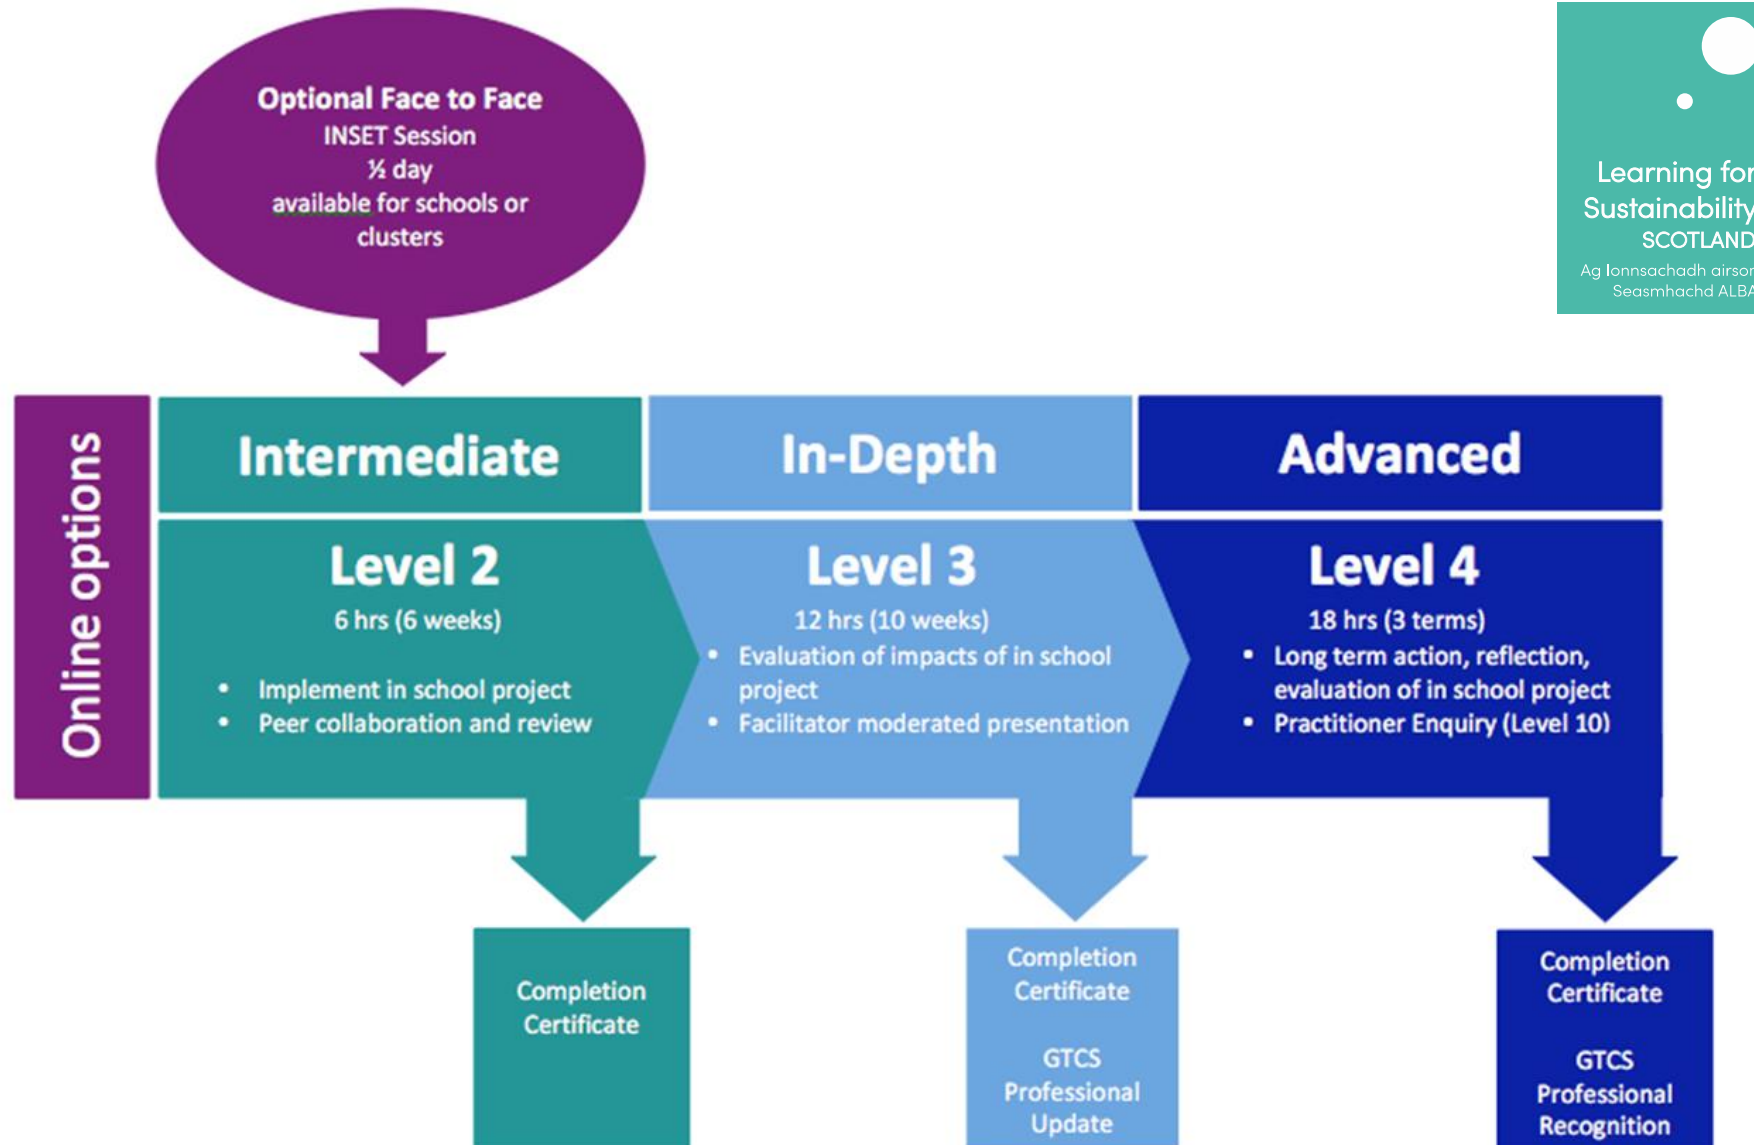 Optional Face to Face
INSET Session
½ day
available for schools or
clusters
Learning for
Sustainability
SCOTLAND
Ag Ionnsachadh airson
Seasmhachd ALBA
Online options
Intermediate
In-Depth
Advanced
Level 2
6 hrs (6 weeks)
• Implement in school project
• Peer collaboration and review
Level 3
12 hrs (10 weeks)
• Evaluation of impacts of in school
project
• Facilitator moderated presentation
Level 4
18 hrs (3 terms)
• Long term action, reflection,
evaluation of in school project
• Practitioner Enquiry (Level 10)
Completion
Certificate
Completion
Certificate
GTCS
Professional
Update
Completion
Certificate
GTCS
Professional
Recognition